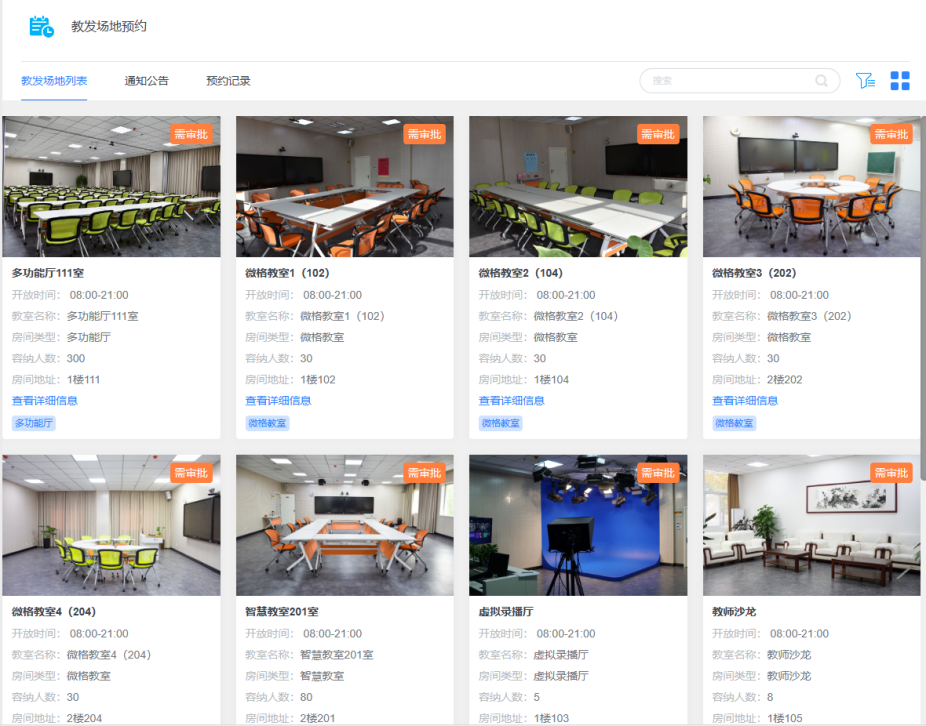 教发场地预约
教发场地列表 通知公告 预约记录 搜索
需审批 需审批 需审批 需审批
多功能厅111室
开放时间： 08:00-21:00
教室名称：多功能厅111室
房间类型：多功能厅
容纳人数：300
房间地址：1楼111
查看详细信息
多功能厅
微格教室1（102）
开放时间： 08:00-21:00
教室名称：微格教室1（102）
房间类型：微格教室
容纳人数：30
房间地址：1楼102
查看详细信息
微格教室
微格教室2（104）
开放时间： 08:00-21:00
教室名称：微格教室2（104）
房间类型：微格教室
容纳人数：30
房间地址：1楼104
查看详细信息
微格教室
微格教室3（202）
开放时间： 08:00-21:00
教室名称：微格教室3（202）
房间类型：微格教室
容纳人数：30
房间地址：2楼202
查看详细信息
微格教室
需审批 需审批 需审批 需审批
微格教室4（204）
开放时间： 08:00-21:00
教室名称：微格教室4（204）
房间类型：微格教室
容纳人数：30
房间地址：2楼204
智慧教室201室
开放时间： 08:00-21:00
教室名称：智慧教室201室
房间类型：智慧教室
容纳人数：80
房间地址：2楼201
虚拟录播厅
开放时间： 08:00-21:00
教室名称：虚拟录播厅
房间类型：虚拟录播厅
容纳人数：5
房间地址：1楼103
教师沙龙
开放时间： 08:00-21:00
教室名称：教师沙龙
房间类型：教师沙龙
容纳人数：8
房间地址：1楼105